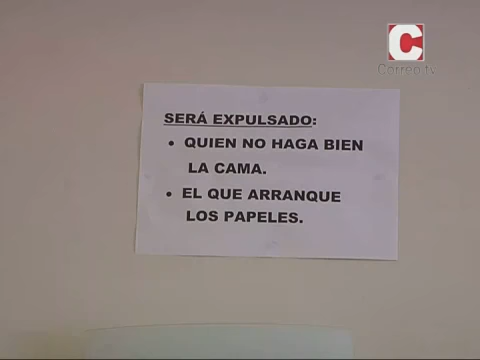 C
Correo.tv
SERÁ EXPULSADO:
• QUIEN NO HAGA BIEN
LA CAMA.
• EL QUE ARRANQUE
LOS PAPELES.